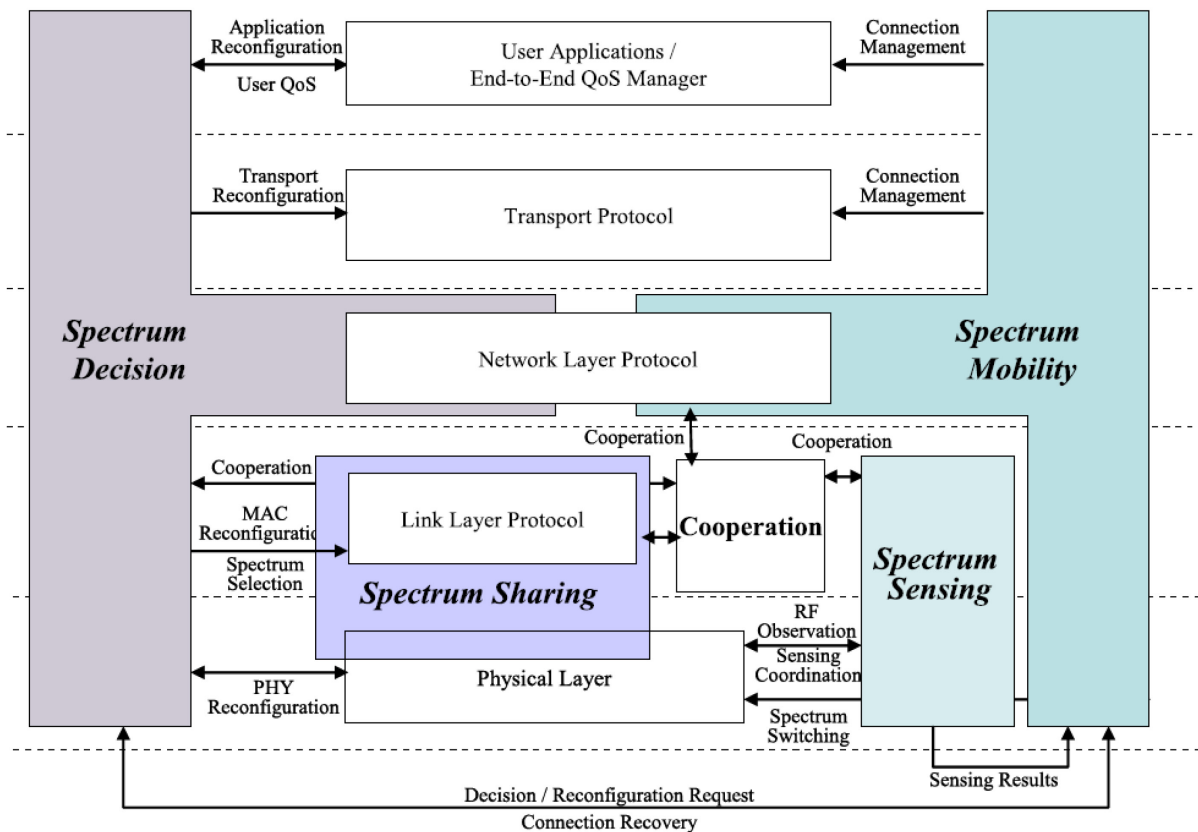 Application
Reconfiguration
User QoS
User Applications /
End-to-End QoS Manager
Connection
Management
Transport
Reconfiguration
Transport Protocol
Connection
Management
Spectrum
Decision
Network Layer Protocol
Spectrum
Mobility
Cooperation
Cooperation
Cooperation
MAC
Reconfiguratic
Spectrum
Selection
Link Layer Protocol
Spectrum Sharing
Cooperation
Spectrum
Sensing
PHY
Reconfiguration
Physical Layer
RF
Observation
Sensing
Coordination
Spectrum
Switching
Sensing Results
Decision / Reconfiguration Request
Connection Recovery